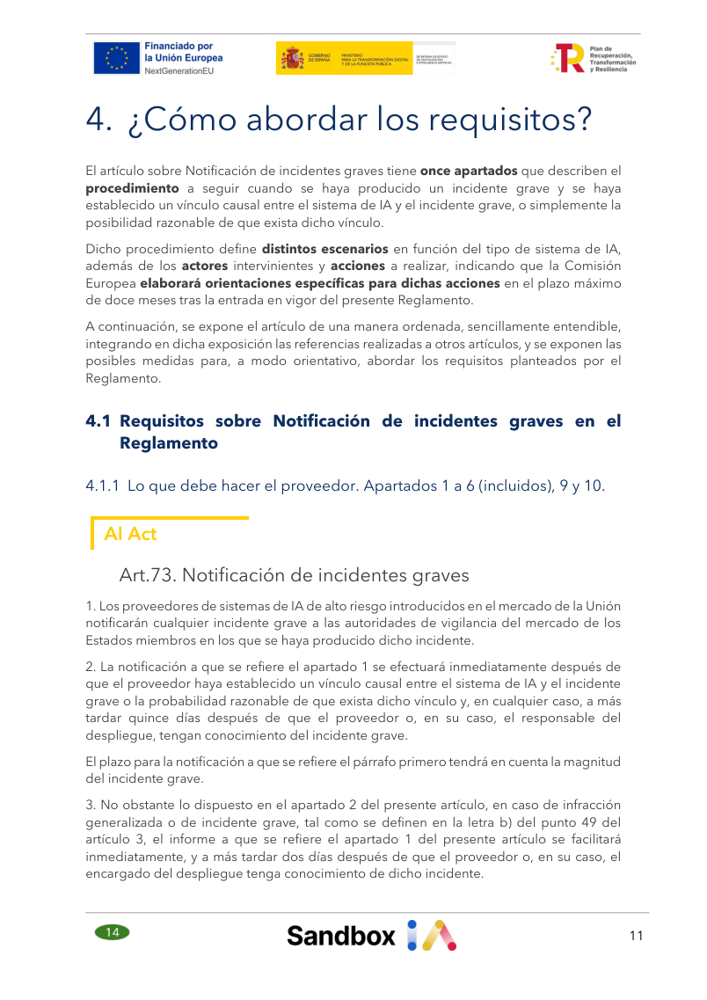 Financiado por
la Unión Europea
NextGenerationEU
GOBIERNO
DE ESPAÑA
MINISTERIO
PARA LA TRANSFORMACIÓN DIGITAL
Y DE LA FUNCIÓN PÚBLICA
SECRETARÍA DE ESTADO
DE DIGITALIZACIÓN
E INTELIGENCIA ARTIFICIAL
Plan de
Recuperación,
Transformación
y Resiliencia
4. ¿Cómo abordar los requisitos?
El artículo sobre Notificación de incidentes graves tiene once apartados que describen el
procedimiento a seguir cuando se haya producido un incidente grave y se haya
establecido un vínculo causal entre el sistema de IA y el incidente grave, o simplemente la
posibilidad razonable de que exista dicho vínculo.
Dicho procedimiento define distintos escenarios en función del tipo de sistema de IA,
además de los actores intervinientes y acciones a realizar, indicando que la Comisión
Europea elaborará orientaciones específicas para dichas acciones en el plazo máximo
de doce meses tras la entrada en vigor del presente Reglamento.
A continuación, se expone el artículo de una manera ordenada, sencillamente entendible,
integrando en dicha exposición las referencias realizadas a otros artículos, y se exponen las
posibles medidas para, a modo orientativo, abordar los requisitos planteados por el
Reglamento.
4.1 Requisitos sobre Notificación de incidentes graves en el
Reglamento
4.1.1 Lo que debe hacer el proveedor. Apartados 1 a 6 (incluidos), 9 y 10.
AI Act
Art.73. Notificación de incidentes graves
1. Los proveedores de sistemas de IA de alto riesgo introducidos en el mercado de la Unión
notificarán cualquier incidente grave a las autoridades de vigilancia del mercado de los
Estados miembros en los que se haya producido dicho incidente.
2. La notificación a que se refiere el apartado 1 se efectuará inmediatamente después de
que el proveedor haya establecido un vínculo causal entre el sistema de IA y el incidente
grave o la probabilidad razonable de que exista dicho vínculo y, en cualquier caso, a más
tardar quince días después de que el proveedor o, en su caso, el responsable del
despliegue, tengan conocimiento del incidente grave.
El plazo para la notificación a que se refiere el párrafo primero tendrá en cuenta la magnitud
del incidente grave.
3. No obstante lo dispuesto en el apartado 2 del presente artículo, en caso de infracción
generalizada o de incidente grave, tal como se definen en la letra b) del punto 49 del
artículo 3, el informe a que se refiere el apartado 1 del presente artículo se facilitará
inmediatamente, y a más tardar dos días después de que el proveedor o, en su caso, el
encargado del despliegue tenga conocimiento de dicho incidente.
14
Sandbox
11